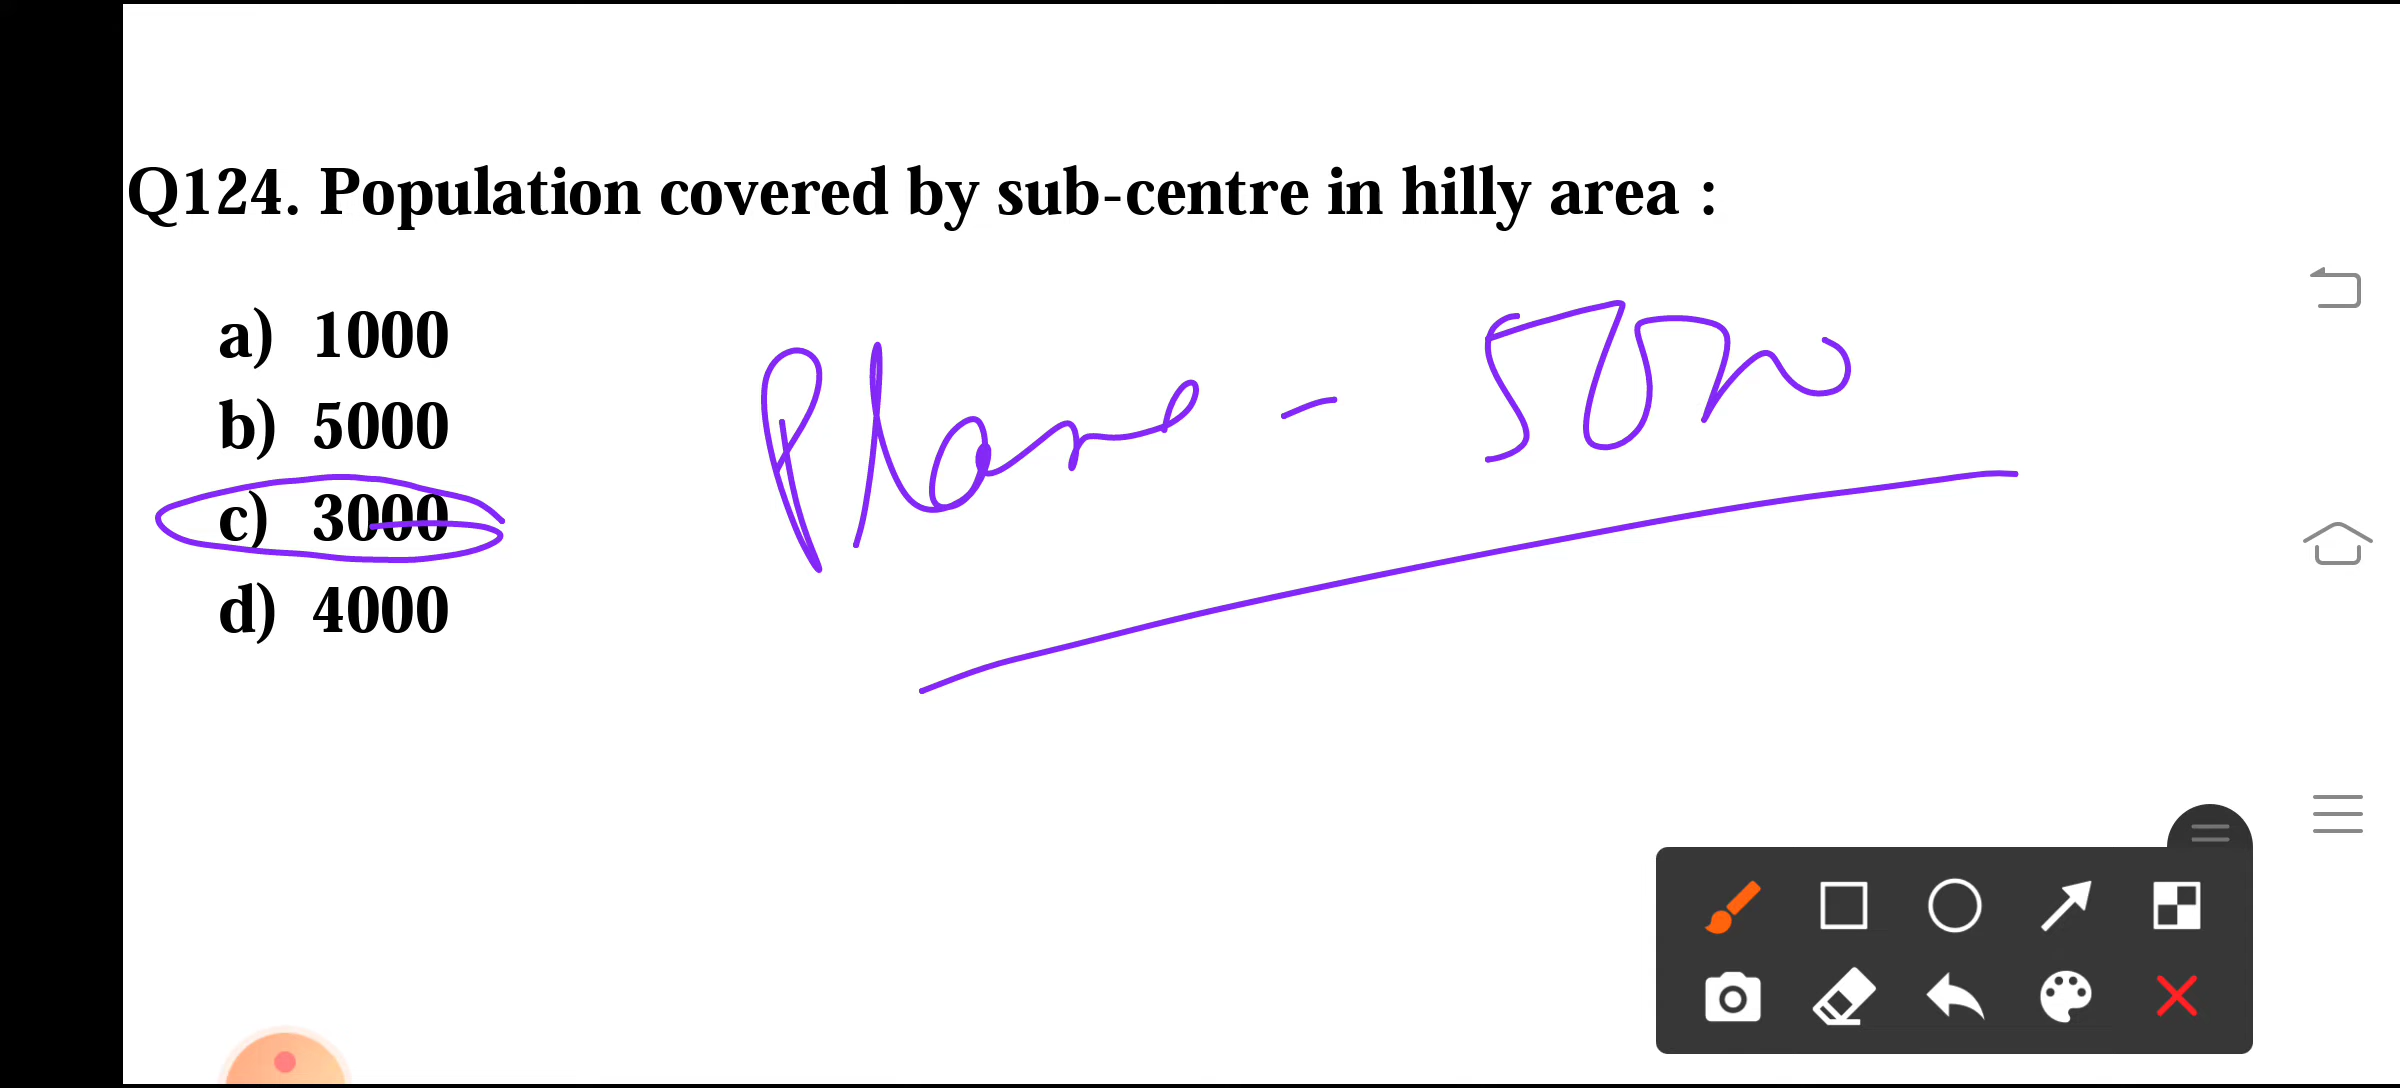 Q124. Population covered by sub-centre in hilly area :
a) 1000
b) 5000
c) 3000
d) 4000
Plane - 5000